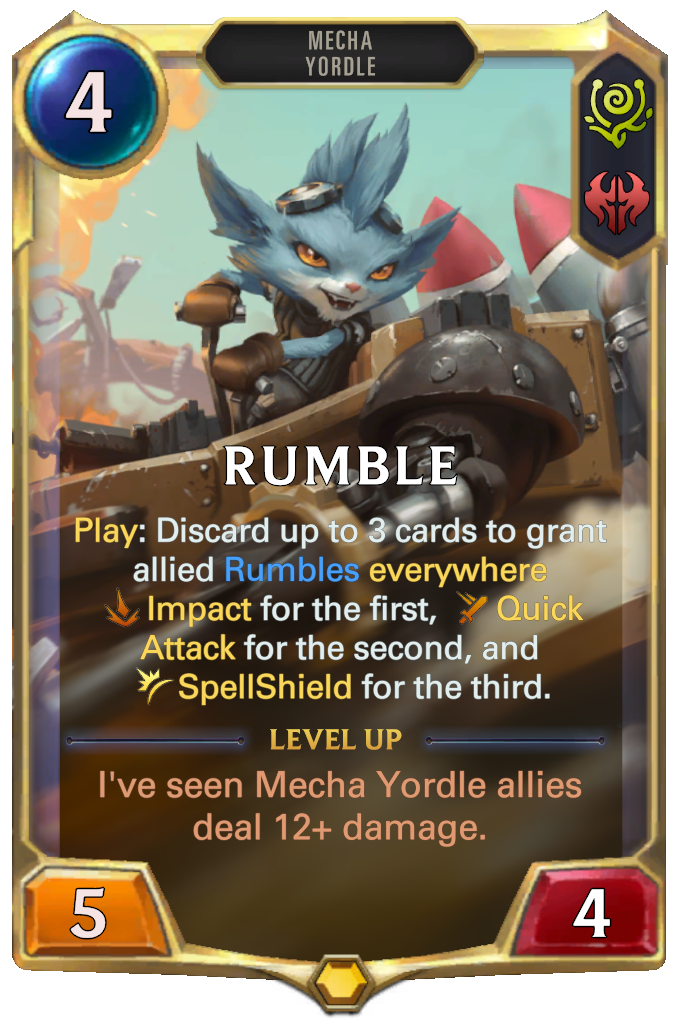 MECHA
YORDLE
4
RUMBLE
Play: Discard up to 3 cards to grant
allied Rumbles everywhere
Impact for the first, Quick
Attack for the second, and
SpellShield for the third.
LEVEL UP
I've seen Mecha Yordle allies
deal 12+ damage.
5
4